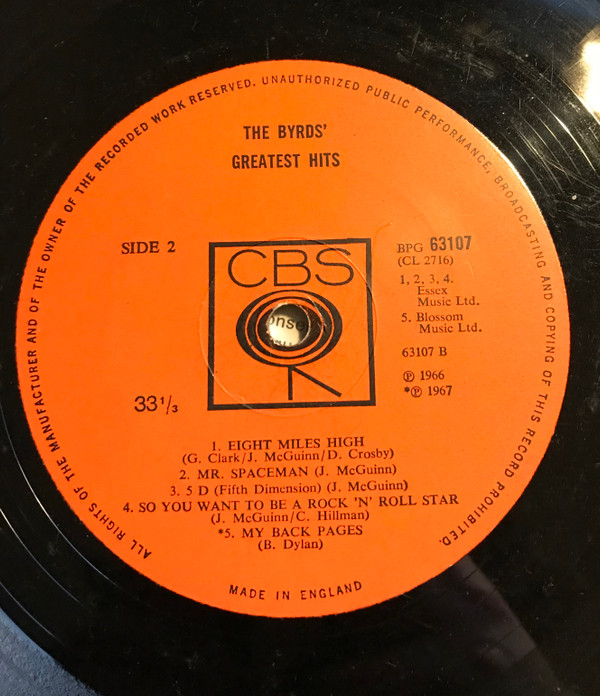 ALL RIGHTS OF THE MANUFACTURER AND OF THE OWNER OF THE RECORDED WORK RESERVED. UNAUTHORIZED PUBLIC PERFORMANCE, BROADCASTING AND COPYING OF THIS RECORD PROHIBITED.
THE BYRDS'
GREATEST HITS
SIDE 2
BPG 63107
(CL 2716)
CBS
1, 2, 3, 4.
Essex
Music Ltd.
5. Blossom
Music Ltd.
63107 B
℗ 1966
*℗ 1967
33 1/3
1. EIGHT MILES HIGH
(G. Clark/J. McGuinn/D. Crosby)
2. MR. SPACEMAN (J. McGuinn)
3. 5 D (Fifth Dimension) (J. McGuinn)
4. SO YOU WANT TO BE A ROCK 'N' ROLL STAR
(J. McGuinn/C. Hillman)
*5. MY BACK PAGES
(B. Dylan)
MADE IN ENGLAND